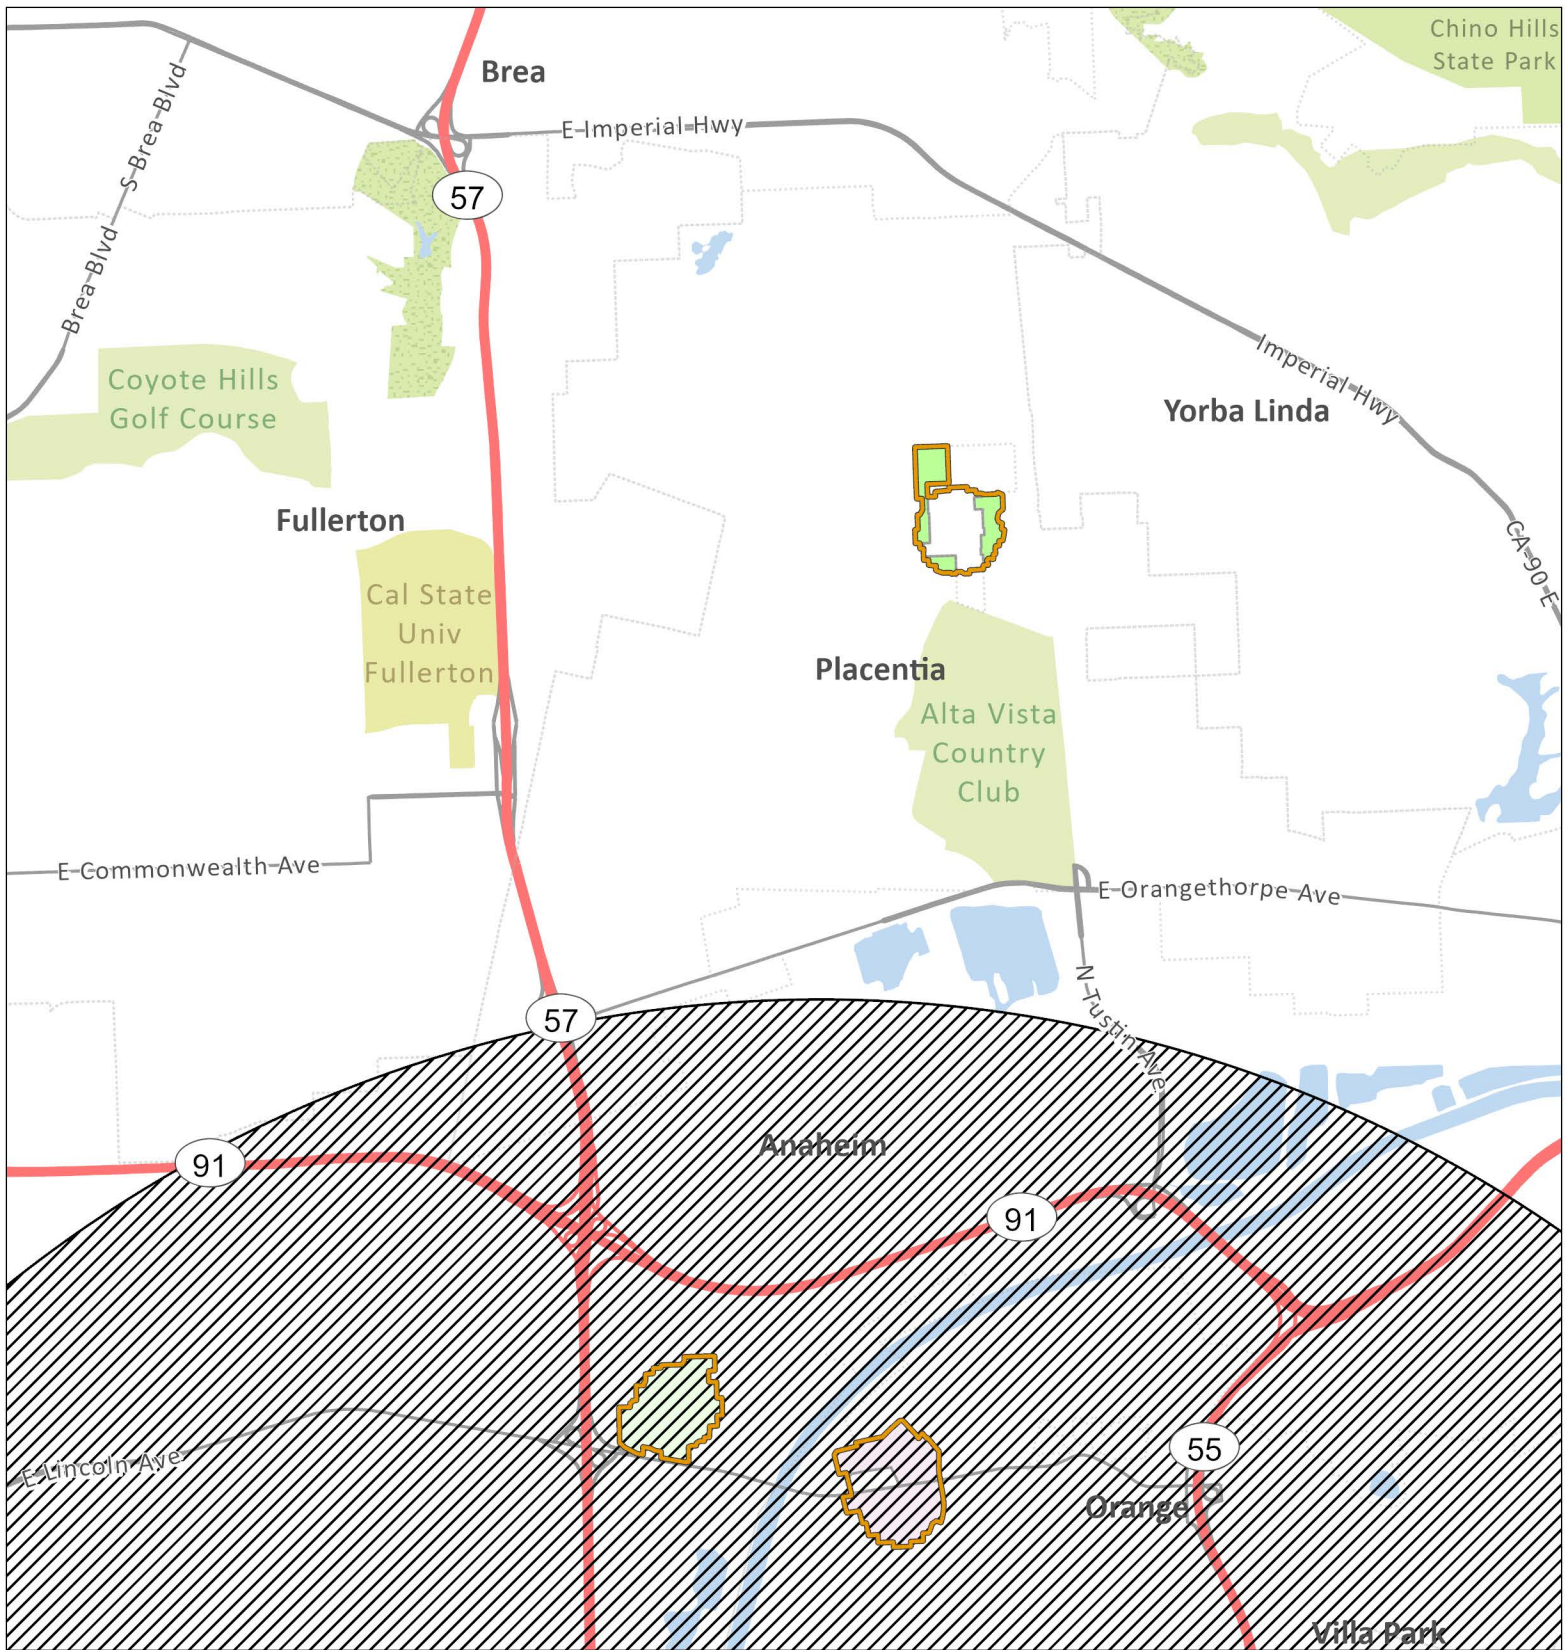 Chino Hills
State Park
Brea
E Imperial Hwy
S Brea Blvd
57
Brea Blvd
Imperial Hwy
Coyote Hills
Golf Course
Yorba Linda
Fullerton
CA-90 E
Cal State
Univ
Fullerton
Placentia
Alta Vista
Country
Club
E Commonwealth Ave
E Orangethorpe Ave
N Tustin Ave
57
Anaheim
91
91
55
E Lincoln Ave
Orange
Villa Park